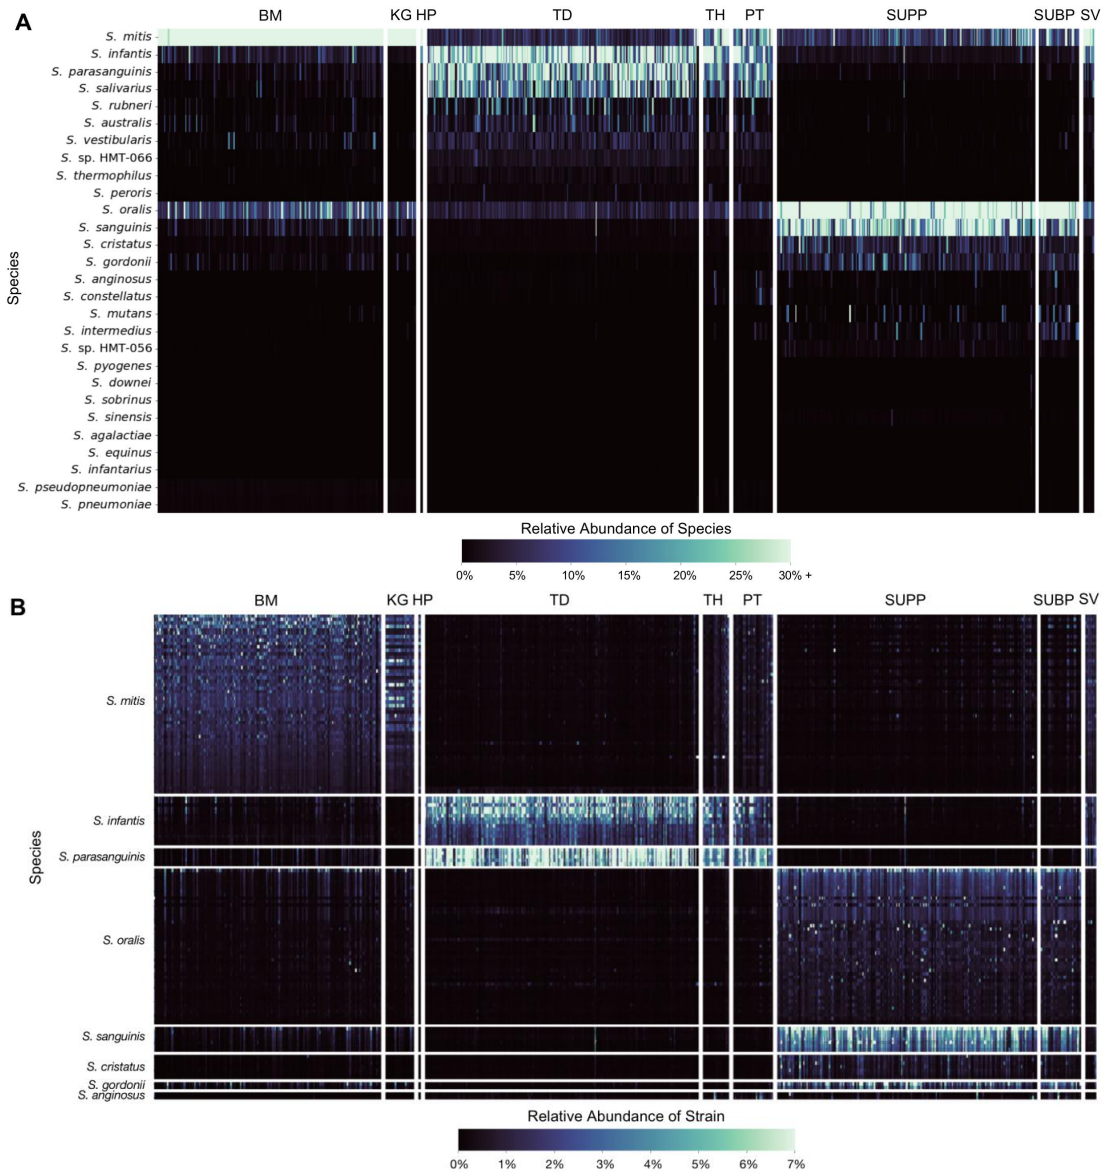 A
BM KG HP TD TH PT SUPP SUBP SV
Species
S. mitis
S. infantis
S. parasanguinis
S. salivarius
S. rubneri
S. australis
S. vestibularis
S. sp. HMT-066
S. thermophilus
S. peroris
S. oralis
S. sanguinis
S. cristatus
S. gordonii
S. anginosus
S. constellatus
S. mutans
S. intermedius
S. sp. HMT-056
S. pyogenes
S. downei
S. sobrinus
S. sinensis
S. agalactiae
S. equinus
S. infantarius
S. pseudopneumoniae
S. pneumoniae
Relative Abundance of Species
0% 5% 10% 15% 20% 25% 30% +
B
BM KG HP TD TH PT SUPP SUBP SV
Species
S. mitis
S. infantis
S. parasanguinis
S. oralis
S. sanguinis
S. cristatus
S. gordonii
S. anginosus
Relative Abundance of Strain
0% 1% 2% 3% 4% 5% 6% 7%